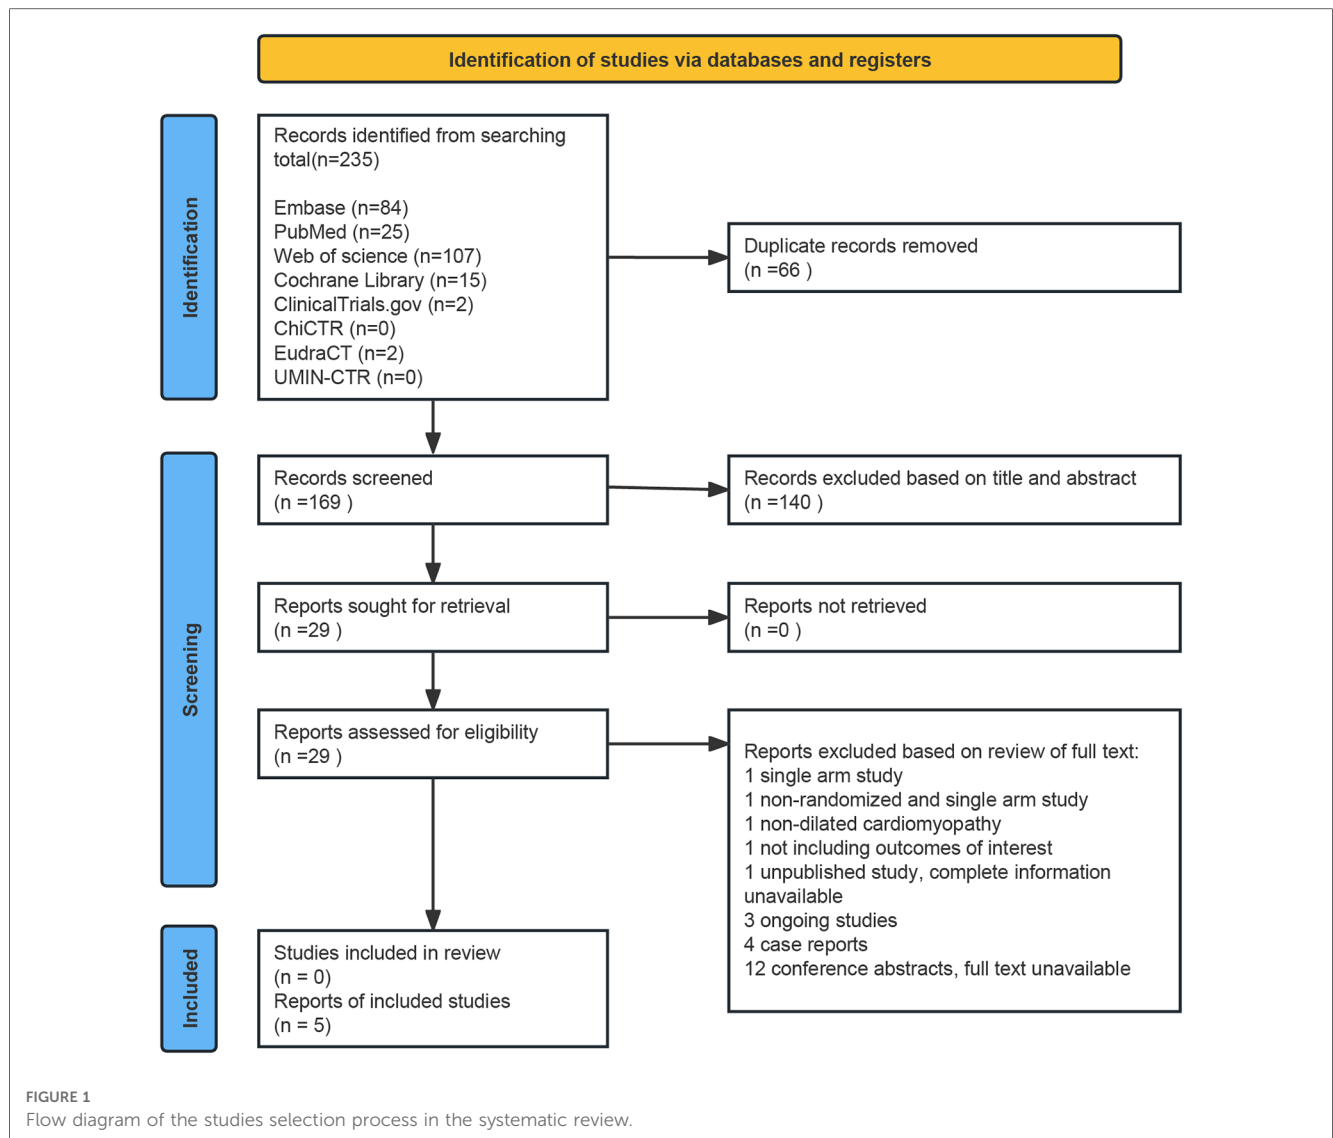 Identification of studies via databases and registers
Identification
Records identified from searching
total(n=235)
Embase (n=84)
PubMed (n=25)
Web of science (n=107)
Cochrane Library (n=15)
ClinicalTrials.gov (n=2)
ChiCTR (n=0)
EudraCT (n=2)
UMIN-CTR (n=0)
Duplicate records removed
(n =66 )
Screening
Records screened
(n =169 )
Records excluded based on title and abstract
(n =140 )
Reports sought for retrieval
(n =29 )
Reports not retrieved
(n =0 )
Reports assessed for eligibility
(n =29 )
Reports excluded based on review of full text:
1 single arm study
1 non-randomized and single arm study
1 non-dilated cardiomyopathy
1 not including outcomes of interest
1 unpublished study, complete information
unavailable
3 ongoing studies
4 case reports
12 conference abstracts, full text unavailable
Included
Studies included in review
(n = 0)
Reports of included studies
(n = 5)
FIGURE 1
Flow diagram of the studies selection process in the systematic review.